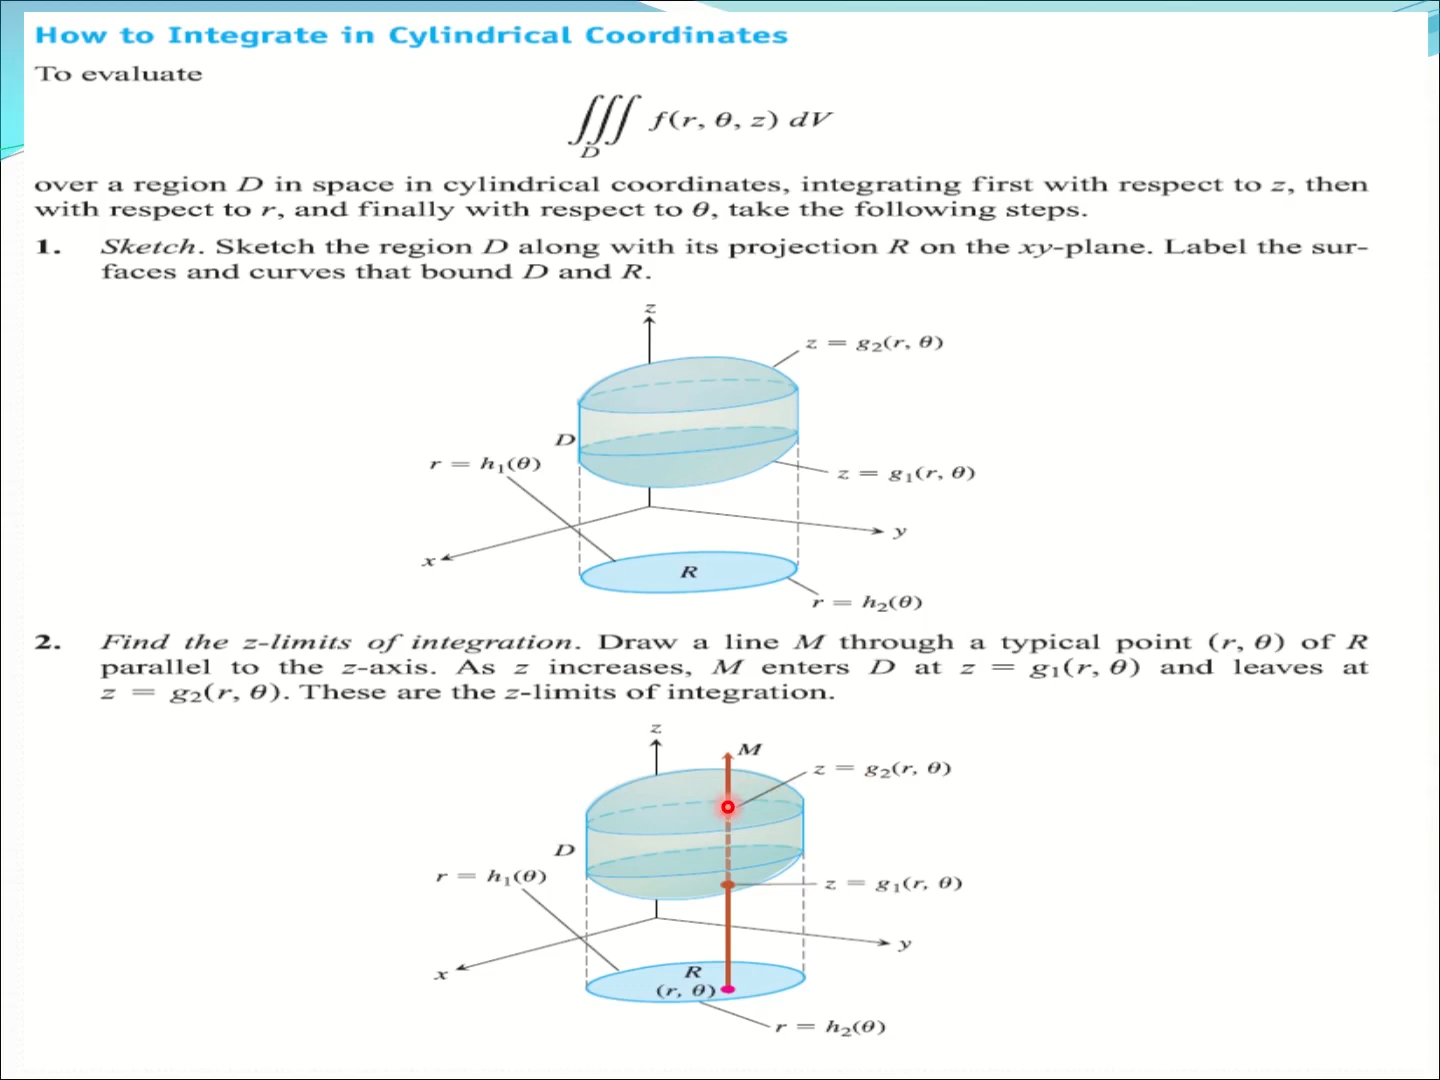 How to Integrate in Cylindrical Coordinates
To evaluate
∭ f(r, θ, z) dV
D
over a region D in space in cylindrical coordinates, integrating first with respect to z, then
with respect to r, and finally with respect to θ, take the following steps.
1. Sketch. Sketch the region D along with its projection R on the xy-plane. Label the sur-
faces and curves that bound D and R.
z
z = g₂(r, θ)
D
r = h₁(θ)
z = g₁(r, θ)
y
x
R
r = h₂(θ)
2. Find the z-limits of integration. Draw a line M through a typical point (r, θ) of R
parallel to the z-axis. As z increases, M enters D at z = g₁(r, θ) and leaves at
z = g₂(r, θ). These are the z-limits of integration.
z
M
z = g₂(r, θ)
D
r = h₁(θ)
z = g₁(r, θ)
y
x
R
(r, θ)
r = h₂(θ)